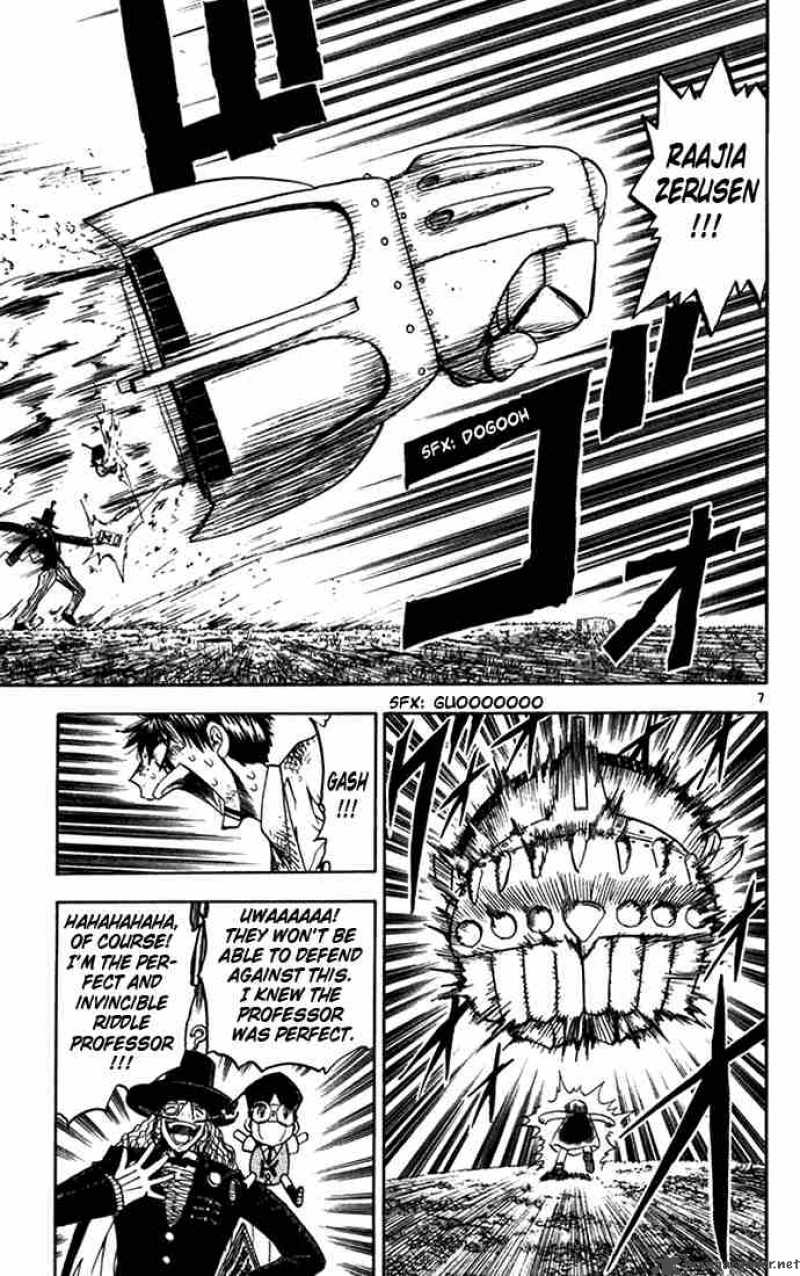 RAAJIA
ZERUSEN
!!!
ドゴオ
SFX: DOGOOH
7
SFX: GUOOOOOOO
GASH
!!!
UWAAAAAA!
THEY WON'T BE
ABLE TO DEFEND
AGAINST THIS.
I KNEW THE
PROFESSOR
WAS PERFECT.
HAHAHAHAHA,
OF COURSE!
I'M THE PER-
FECT AND
INVINCIBLE
RIDDLE
PROFESSOR
!!!
?